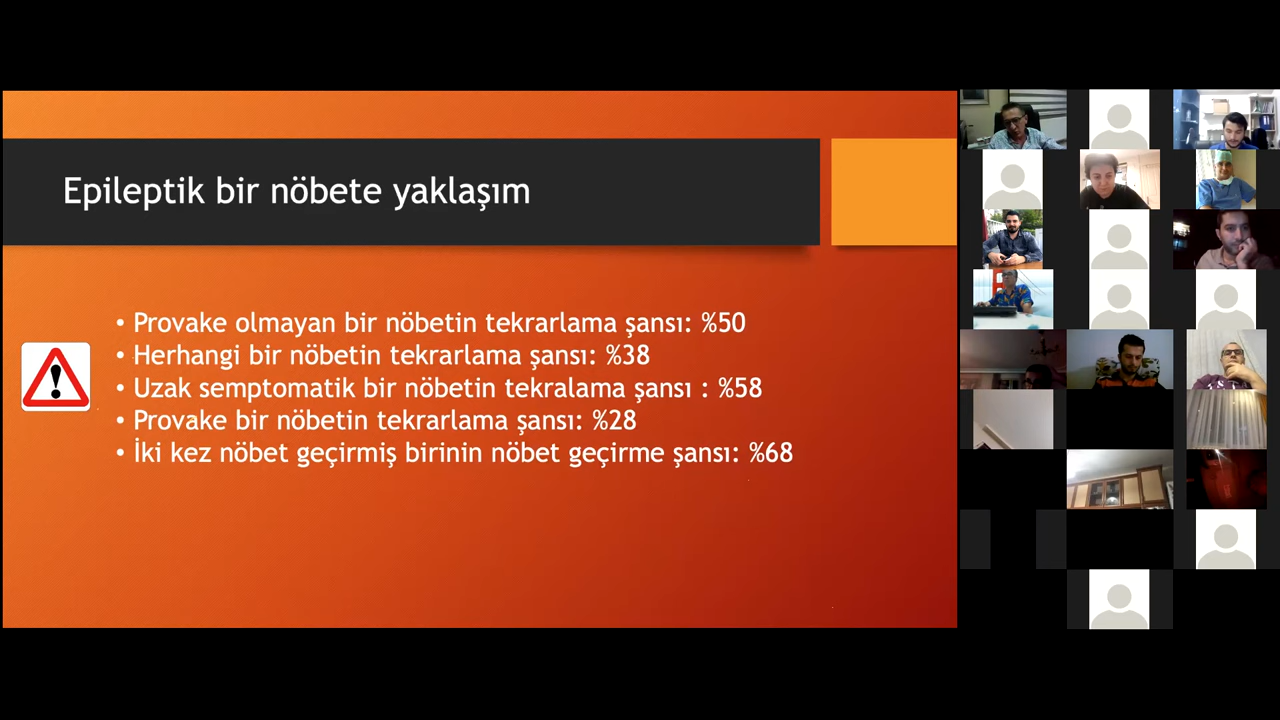 Epileptik bir nöbete yaklaşım
• Provake olmayan bir nöbetin tekrarlama şansı: %50
• Herhangi bir nöbetin tekrarlama şansı: %38
• Uzak semptomatik bir nöbetin tekralama şansı : %58
• Provake bir nöbetin tekrarlama şansı: %28
• İki kez nöbet geçirmiş birinin nöbet geçirme şansı: %68